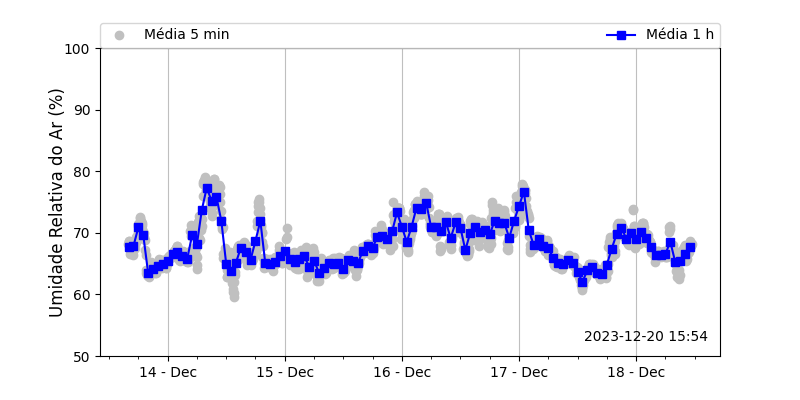 Média 5 min
Média 1 h
Umidade Relativa do Ar (%)
100
90
80
70
60
50
2023-12-20 15:54
14 - Dec
15 - Dec
16 - Dec
17 - Dec
18 - Dec